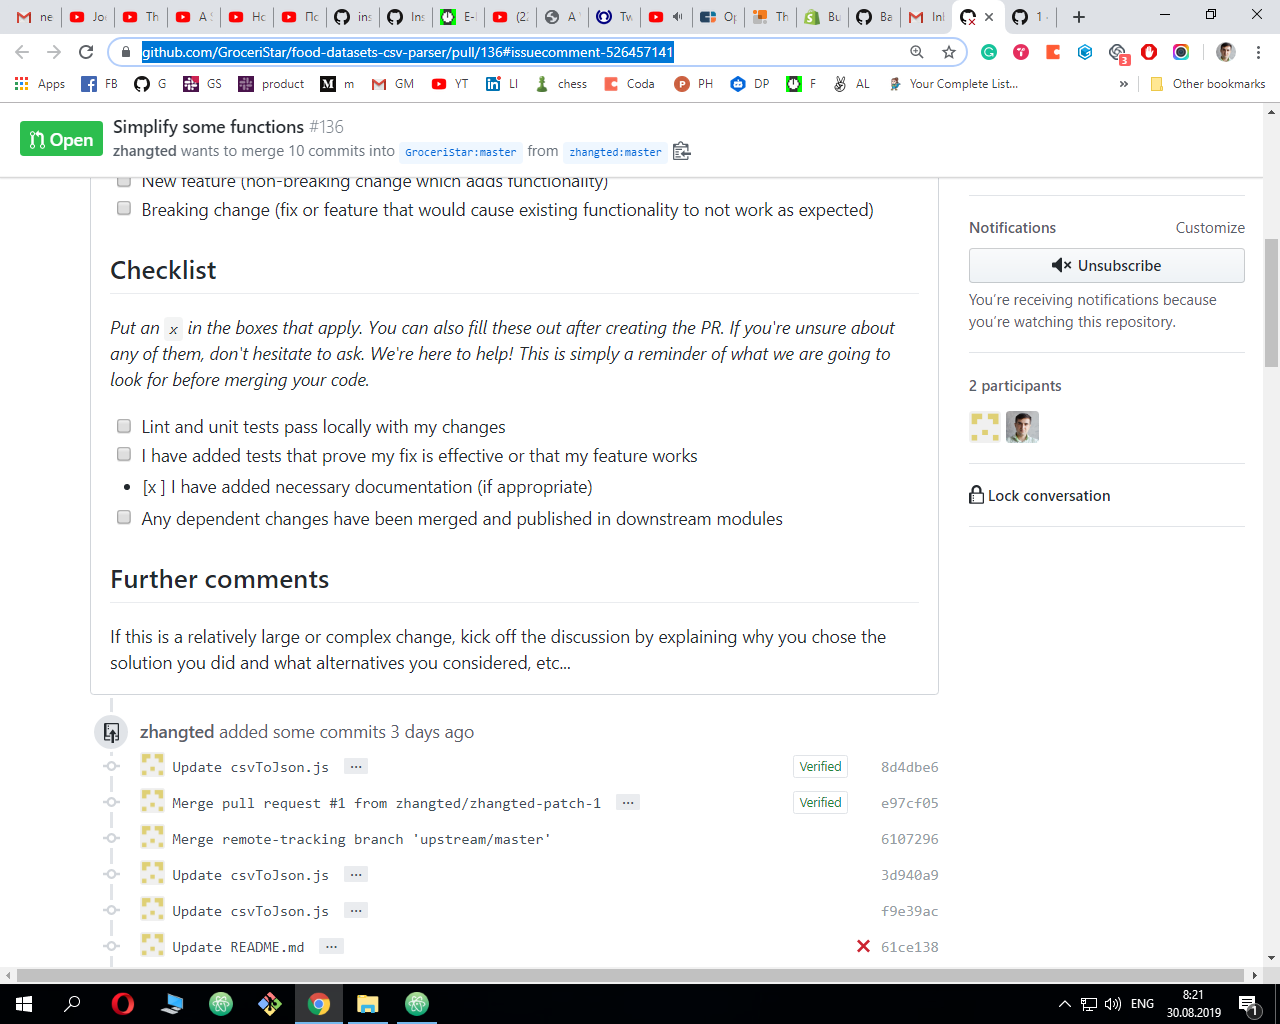 ne
Jo
Th
A S
Ho
По
ins
Ins
E-l
(2
A
Tw
Op
Th
Bu
Ba
Inl
1
github.com/GroceriStar/food-datasets-csv-parser/pull/136#issuecomment-526457141
3
Apps
FB
G
GS
product
m
GM
YT
LI
chess
Coda
PH
DP
F
AL
Your Complete List...
»
Other bookmarks
Open
Simplify some functions #136
zhangted wants to merge 10 commits into GroceriStar:master from zhangted:master
New feature (non-breaking change which adds functionality)
Breaking change (fix or feature that would cause existing functionality to not work as expected)
Checklist
Put an x in the boxes that apply. You can also fill these out after creating the PR. If you're unsure about
any of them, don't hesitate to ask. We're here to help! This is simply a reminder of what we are going to
look for before merging your code.
Lint and unit tests pass locally with my changes
I have added tests that prove my fix is effective or that my feature works
• [x ] I have added necessary documentation (if appropriate)
Any dependent changes have been merged and published in downstream modules
Further comments
If this is a relatively large or complex change, kick off the discussion by explaining why you chose the
solution you did and what alternatives you considered, etc...
zhangted added some commits 3 days ago
Update csvToJson.js ... Verified 8d4dbe6
Merge pull request #1 from zhangted/zhangted-patch-1 ... Verified e97cf05
Merge remote-tracking branch 'upstream/master' 6107296
Update csvToJson.js ... 3d940a9
Update csvToJson.js ... f9e39ac
Update README.md ... 61ce138
Notifications
Customize
Unsubscribe
You're receiving notifications because
you're watching this repository.
2 participants
Lock conversation
ENG
8:21
30.08.2019
1